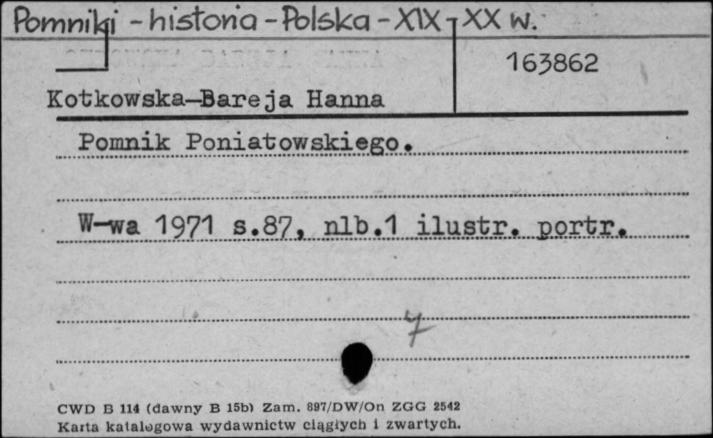 Pomniki - historia - Polska - XIX-XX w.
163862
Kotkowska-Bareja Hanna
Pomnik Poniatowskiego.
W-wa 1971 s.87, nlb.1 ilustr. portr.
7
CWD B 114 (dawny B 15b) Zam. 897/DW/On ZGG 2542
Karta katalogowa wydawnictw ciągłych i zwartych.